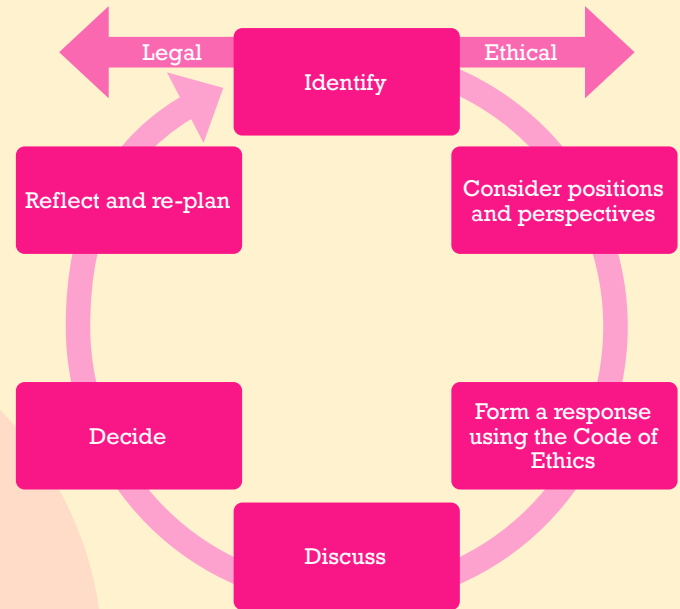 Legal
Ethical
Identify
Consider positions
and perspectives
Form a response
using the Code of
Ethics
Discuss
Decide
Reflect and re-plan